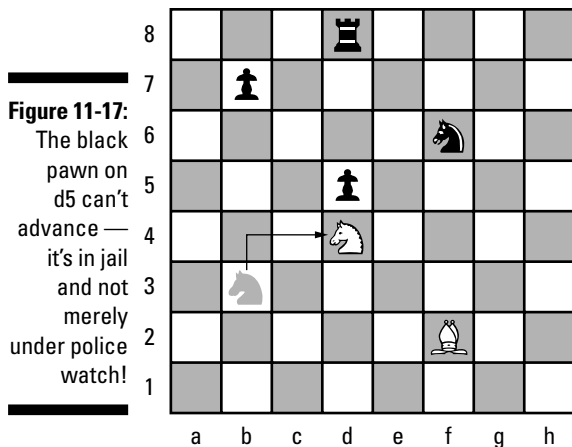 Figure 11-17:
The black
pawn on
d5 can't
advance —
it's in jail
and not
merely
under police
watch!
8
7
6
5
4
3
2
1
a b c d e f g h